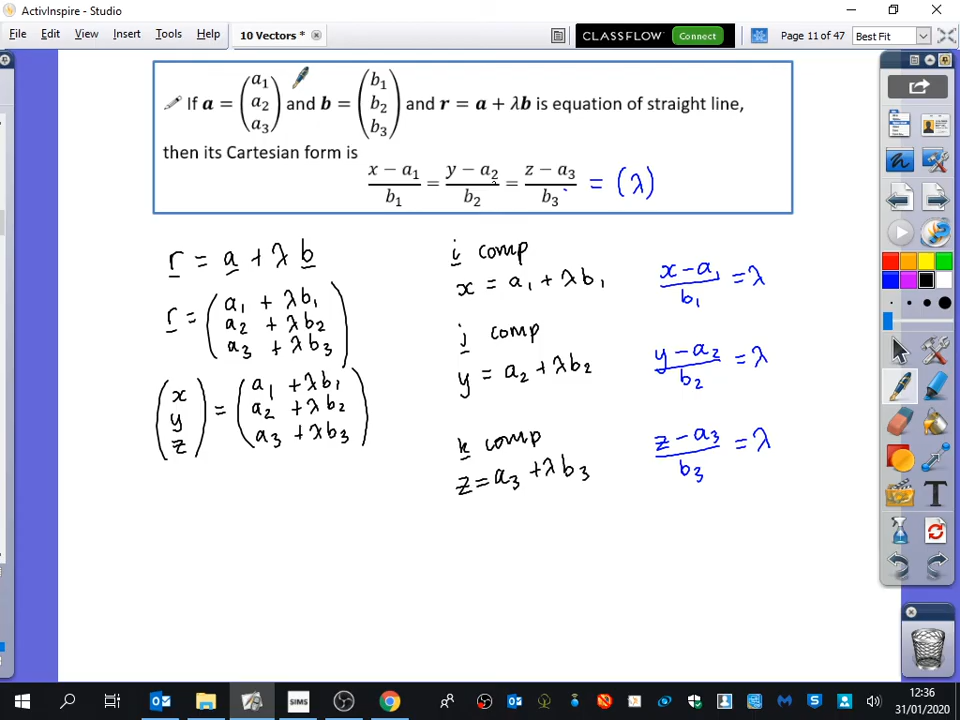 ActivInspire - Studio
File Edit View Insert Tools Help 10 Vectors * CLASSFLOW Connect Page 11 of 47 Best Fit
If a = (a₁ a₂ a₃) and b = (b₁ b₂ b₃) and r = a + λb is equation of straight line,
then its Cartesian form is
x − a₁ / b₁ = y − a₂ / b₂ = z − a₃ / b₃ = (λ)
r = a + λ b
r = (a₁ + λb₁
a₂ + λb₂
a₃ + λb₃)
(x y z) = (a₁ + λb₁
a₂ + λb₂
a₃ + λb₃)
i comp
x = a₁ + λ b₁
j comp
y = a₂ + λb₂
k comp
z = a₃ + λ b₃
x − a₁ / b₁ = λ
y − a₂ / b₂ = λ
z − a₃ / b₃ = λ
SIMS
12:36
31/01/2020